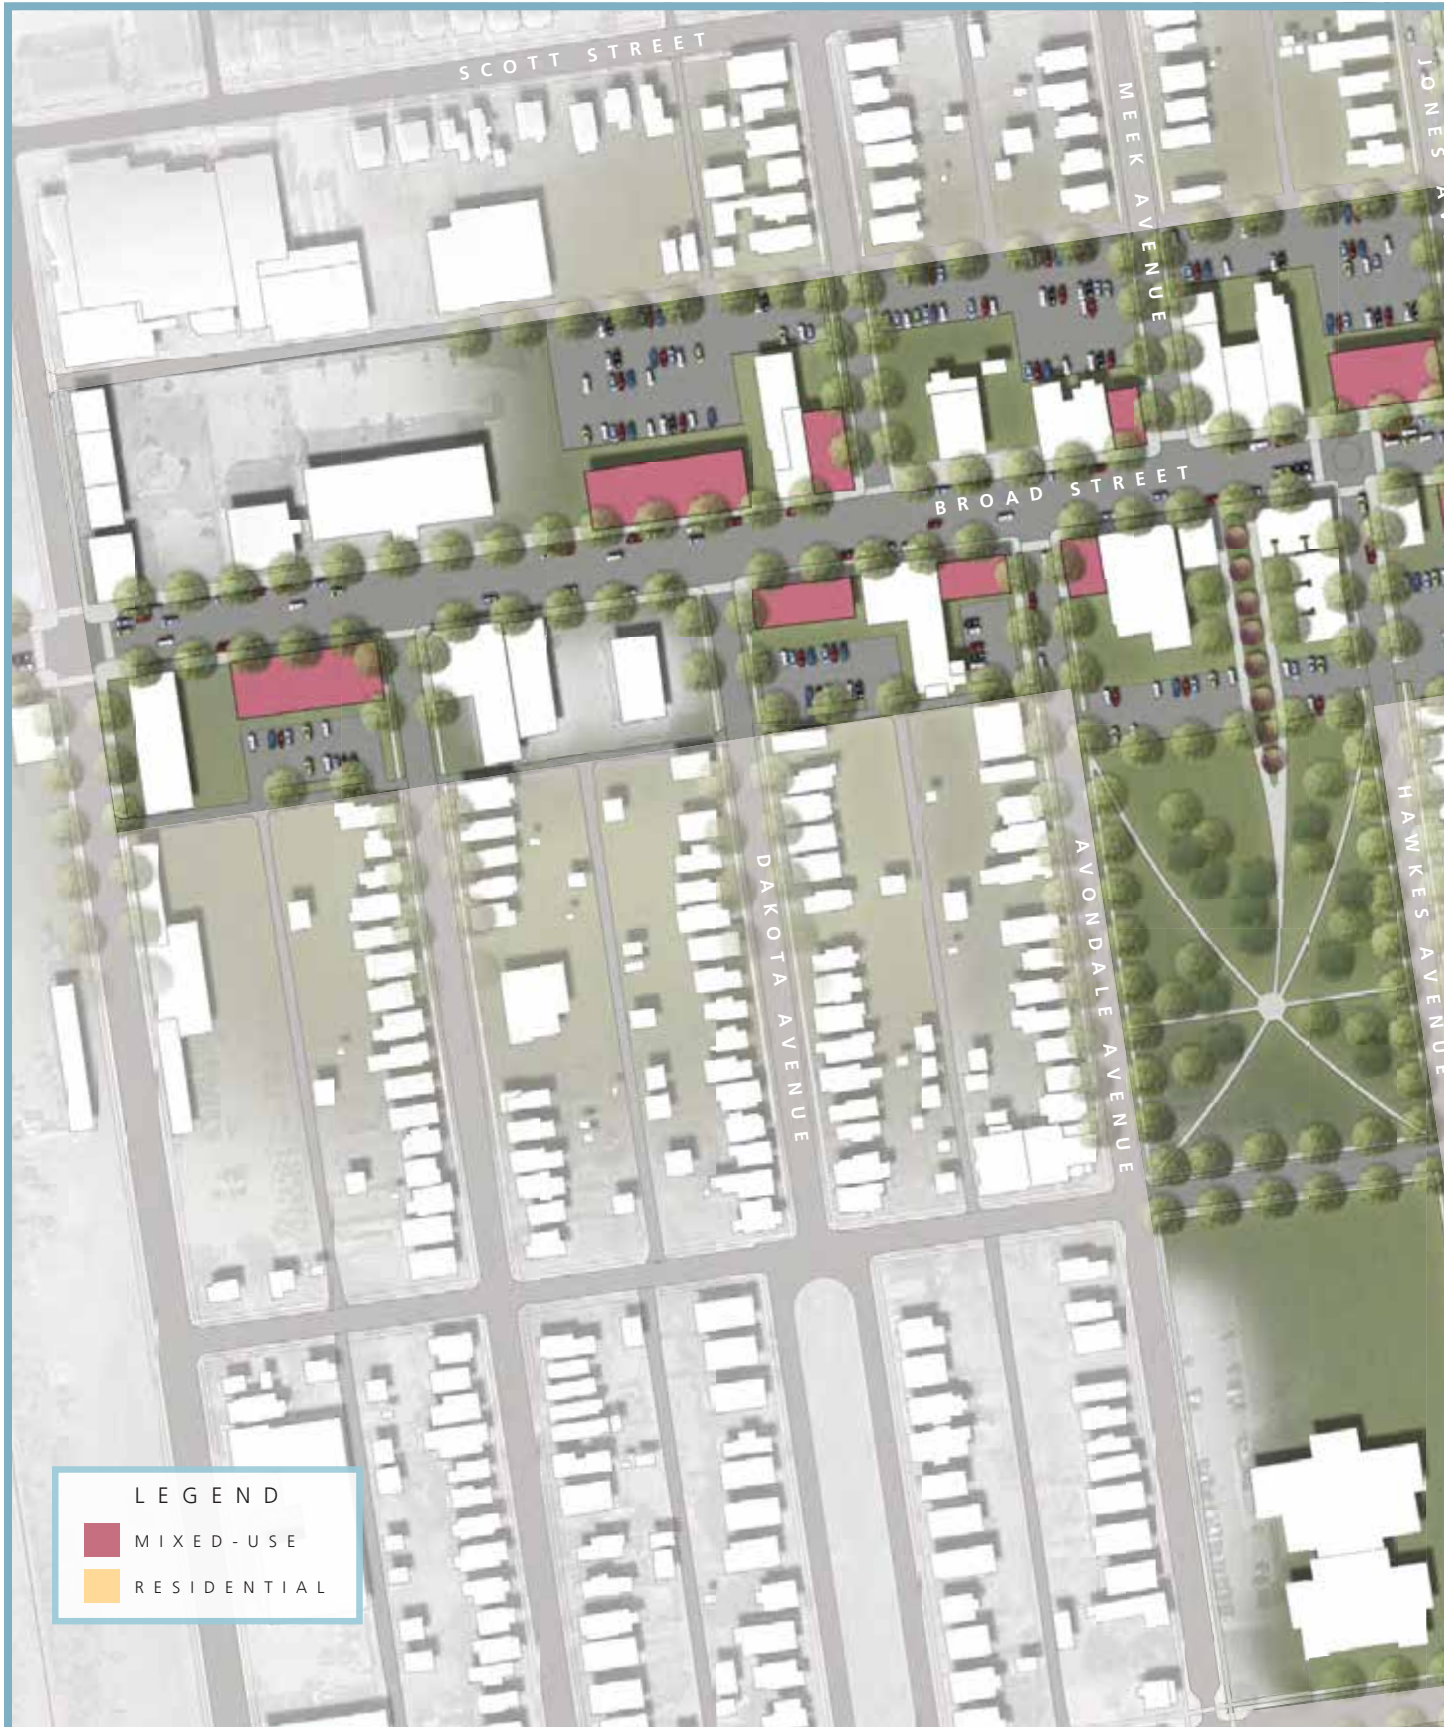 SCOTT STREET
MEEK AVENUE
JONES A
BROAD STREET
DAKOTA AVENUE
AVONDALE AVENUE
HAWKES AVENUE
LEGEND
MIXED-USE
RESIDENTIAL